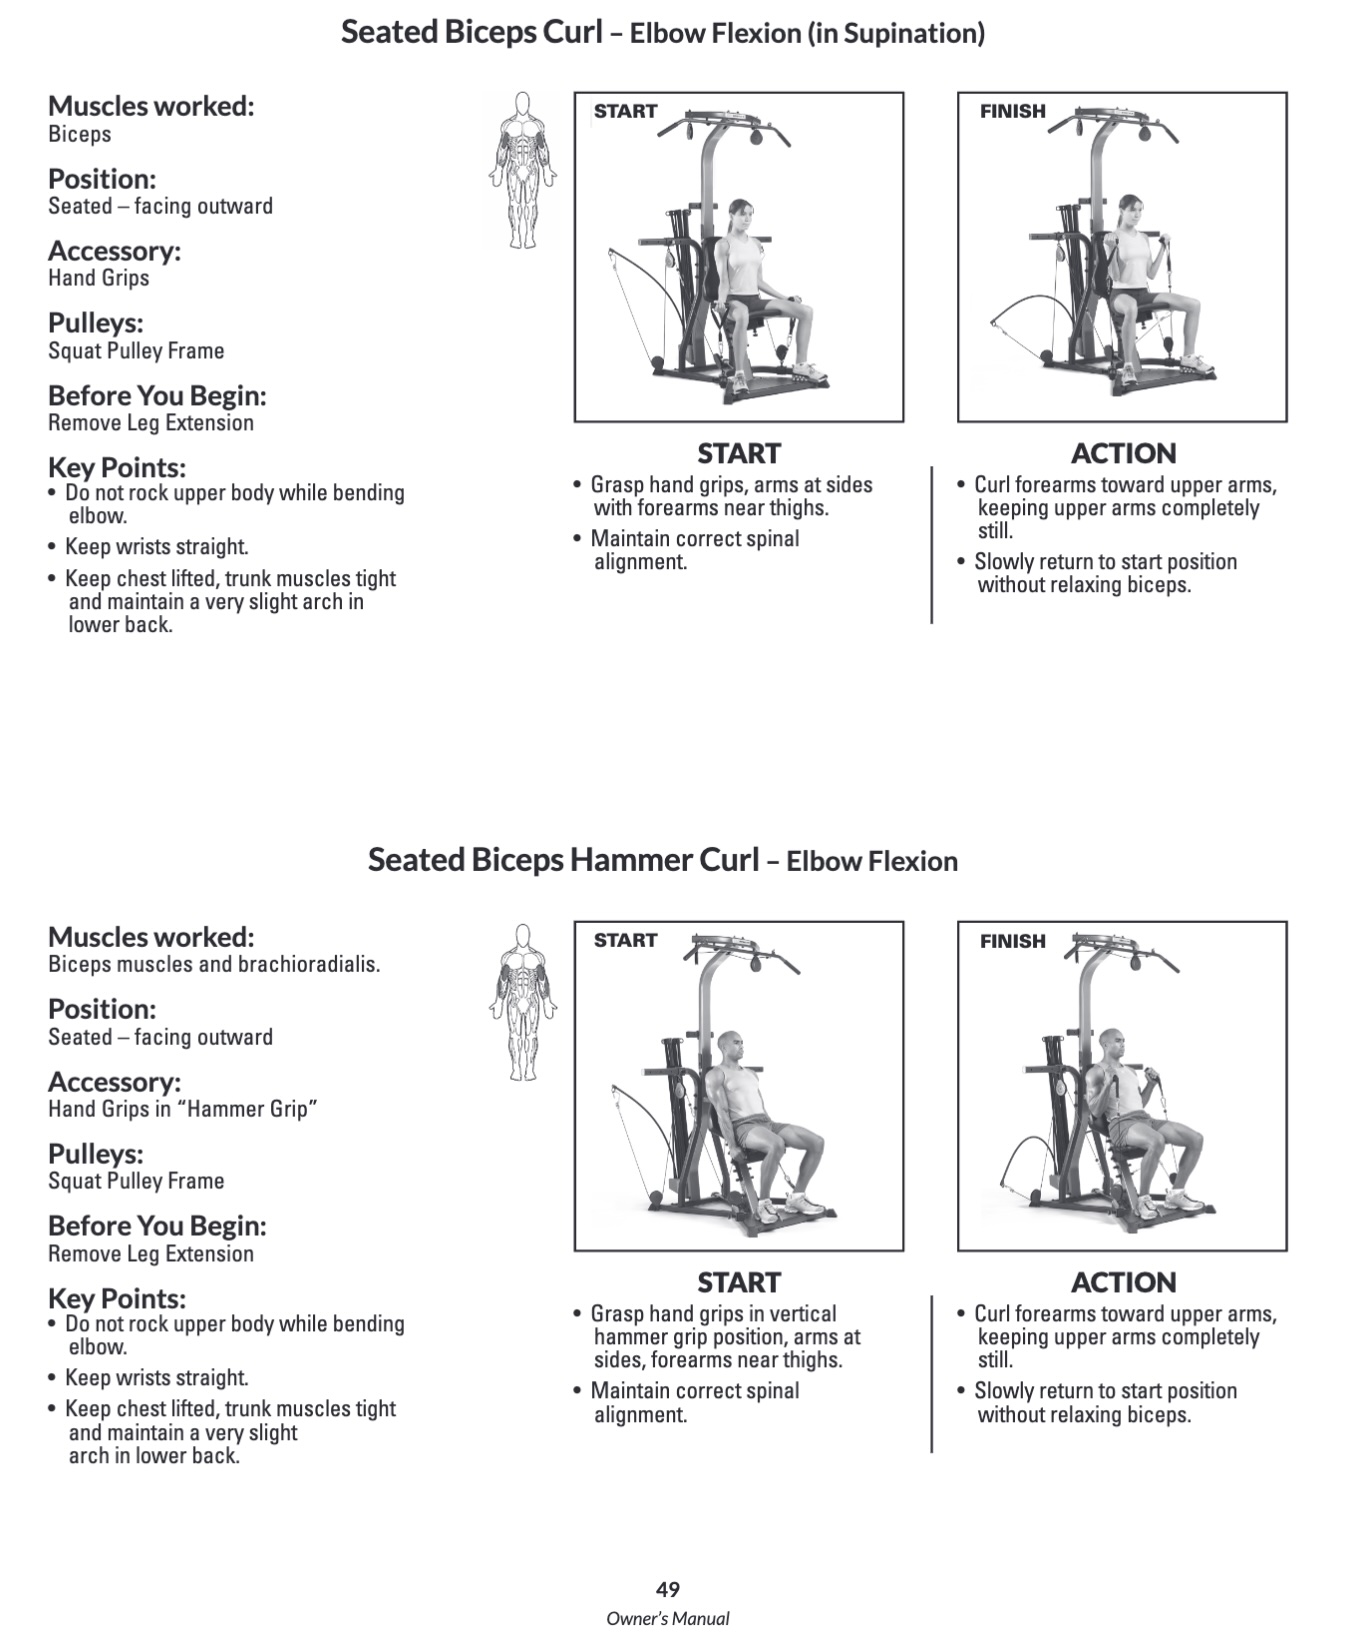 Seated Biceps Curl – Elbow Flexion (in Supination)
Muscles worked:
Biceps
Position:
Seated – facing outward
Accessory:
Hand Grips
Pulleys:
Squat Pulley Frame
Before You Begin:
Remove Leg Extension
Key Points:
• Do not rock upper body while bending
elbow.
• Keep wrists straight.
• Keep chest lifted, trunk muscles tight
and maintain a very slight arch in
lower back.
START
START
• Grasp hand grips, arms at sides
with forearms near thighs.
• Maintain correct spinal
alignment.
FINISH
ACTION
• Curl forearms toward upper arms,
keeping upper arms completely
still.
• Slowly return to start position
without relaxing biceps.
Seated Biceps Hammer Curl – Elbow Flexion
Muscles worked:
Biceps muscles and brachioradialis.
Position:
Seated – facing outward
Accessory:
Hand Grips in “Hammer Grip”
Pulleys:
Squat Pulley Frame
Before You Begin:
Remove Leg Extension
Key Points:
• Do not rock upper body while bending
elbow.
• Keep wrists straight.
• Keep chest lifted, trunk muscles tight
and maintain a very slight
arch in lower back.
START
START
• Grasp hand grips in vertical
hammer grip position, arms at
sides, forearms near thighs.
• Maintain correct spinal
alignment.
FINISH
ACTION
• Curl forearms toward upper arms,
keeping upper arms completely
still.
• Slowly return to start position
without relaxing biceps.
49
Owner’s Manual